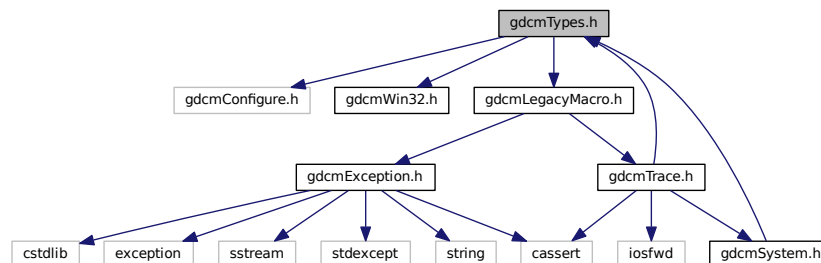 gdcmTypes.h
gdcmConfigure.h
gdcmWin32.h
gdcmLegacyMacro.h
gdcmException.h
gdcmTrace.h
cstdlib
exception
sstream
stdexcept
string
cassert
iosfwd
gdcmSystem.h